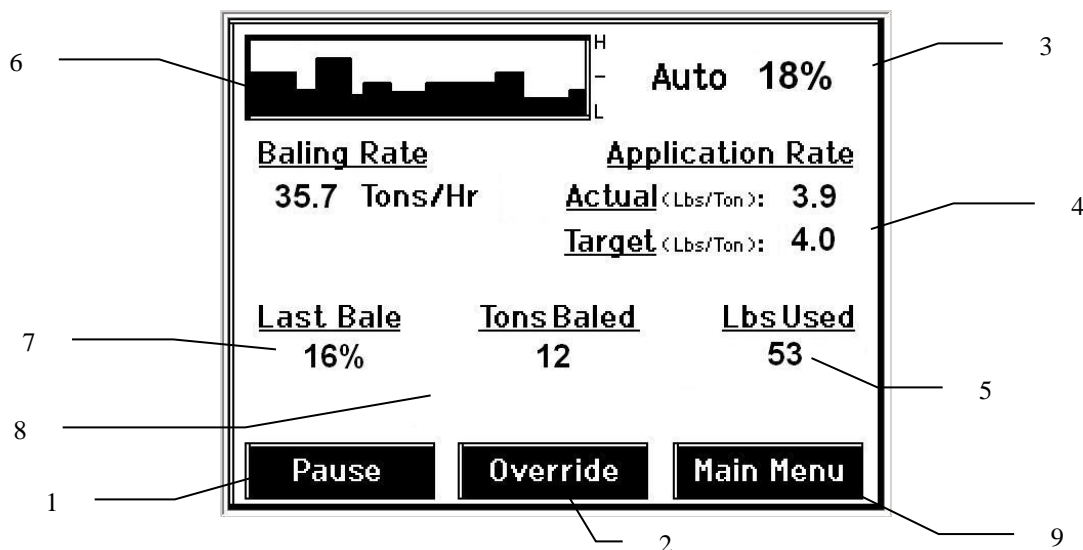 H
6
3
Auto 18%
-
L
Baling Rate
Application Rate
35.7 Tons/Hr
Actual (Lbs/Ton): 3.9
4
Target (Lbs/Ton): 4.0
Last Bale
Tons Baled
Lbs Used
7
16%
12
53
5
8
Pause
Override
Main Menu
1
2
9